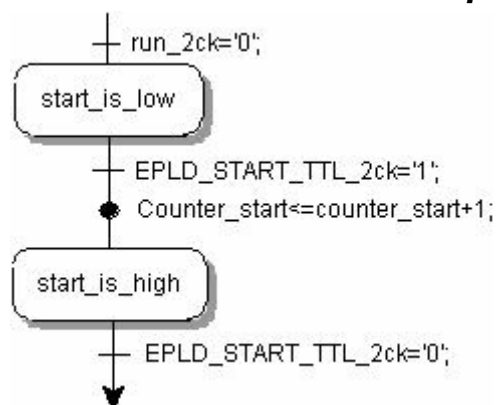 run_2ck='0';
start_is_low
EPLD_START_TTL_2ck='1';
Counter_start<=counter_start+1;
start_is_high
EPLD_START_TTL_2ck='0';